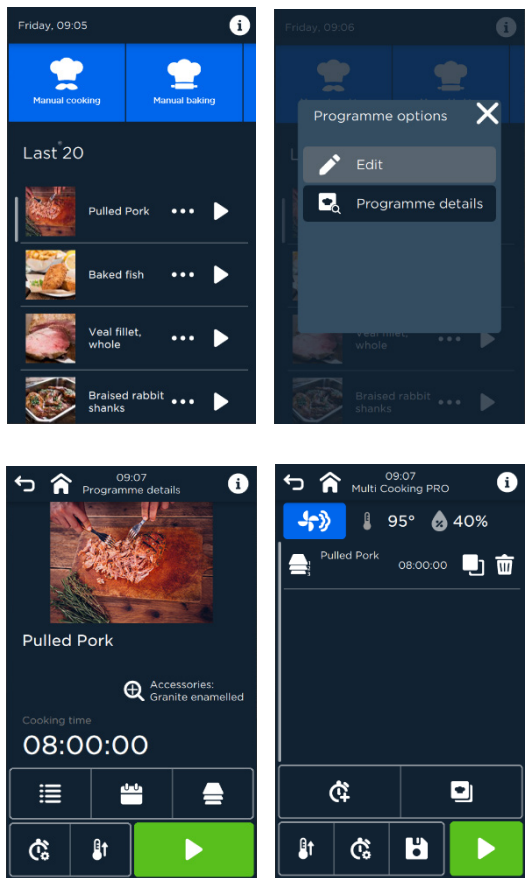 Friday, 09:05
Manual cooking
Manual baking
Last 20
Pulled Pork
Baked fish
Veal fillet,
whole
Braised rabbit
shanks
Friday, 09:06
Programme options
Edit
Programme details
Veal fillet,
whole
Braised rabbit
shanks
09:07
Programme details
Pulled Pork
Accessories:
Granite enamelled
Cooking time
08:00:00
09:07
Multi Cooking PRO
95° 40%
Pulled Pork
08:00:00